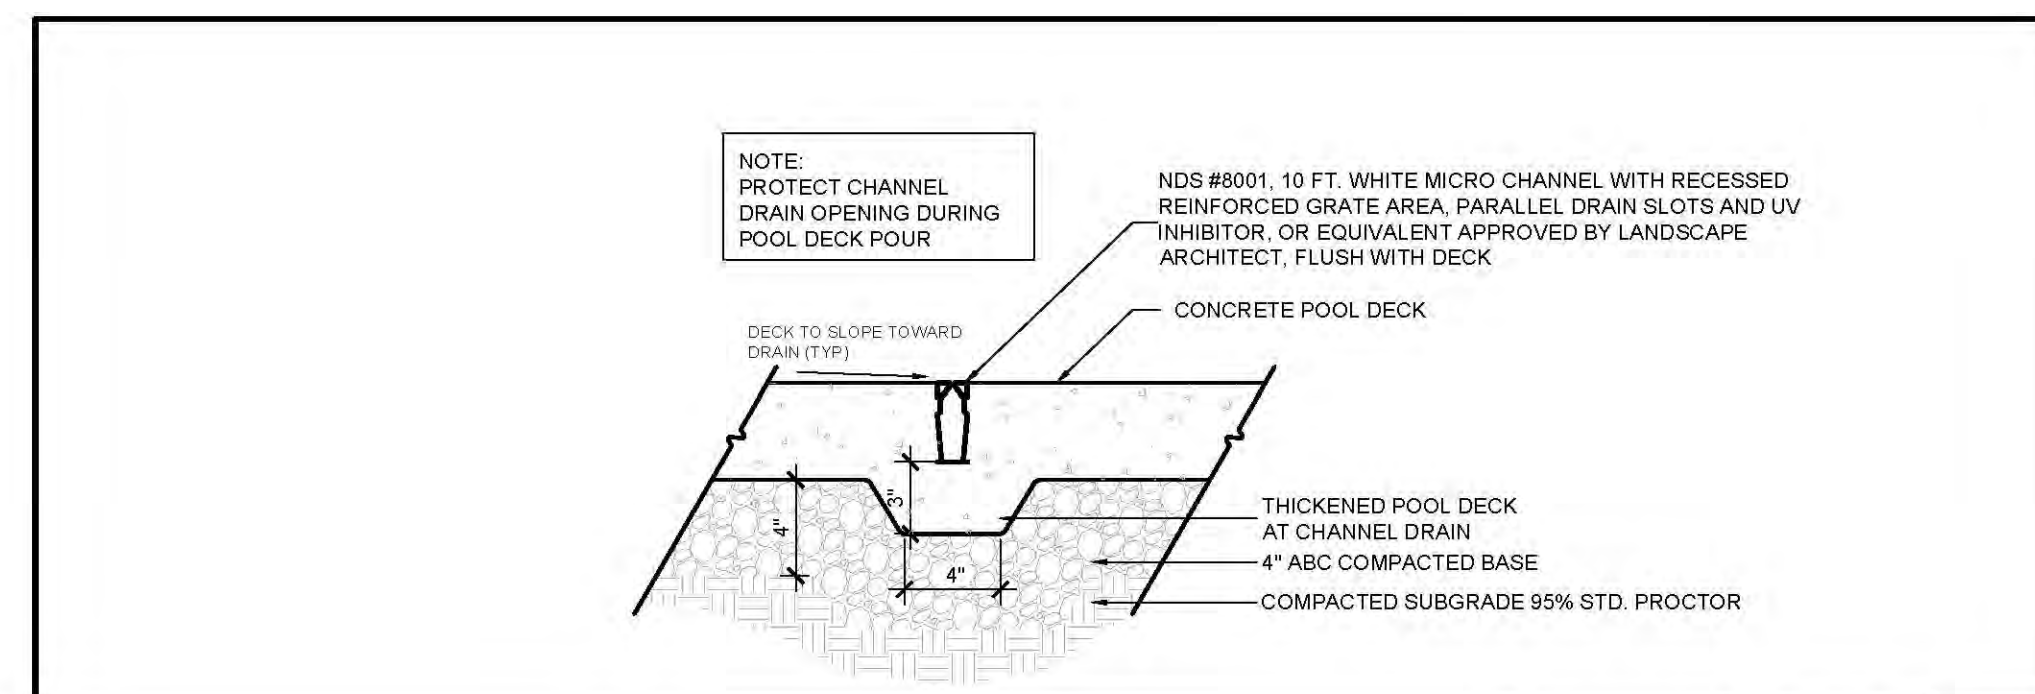 NOTE:
PROTECT CHANNEL
DRAIN OPENING DURING
POOL DECK POUR
NDS #8001, 10 FT. WHITE MICRO CHANNEL WITH RECESSED
REINFORCED GRATE AREA, PARALLEL DRAIN SLOTS AND UV
INHIBITOR, OR EQUIVALENT APPROVED BY LANDSCAPE
ARCHITECT, FLUSH WITH DECK
CONCRETE POOL DECK
DECK TO SLOPE TOWARD
DRAIN (TYP)
3"
4"
4"
THICKENED POOL DECK
AT CHANNEL DRAIN
4" ABC COMPACTED BASE
COMPACTED SUBGRADE 95% STD. PROCTOR